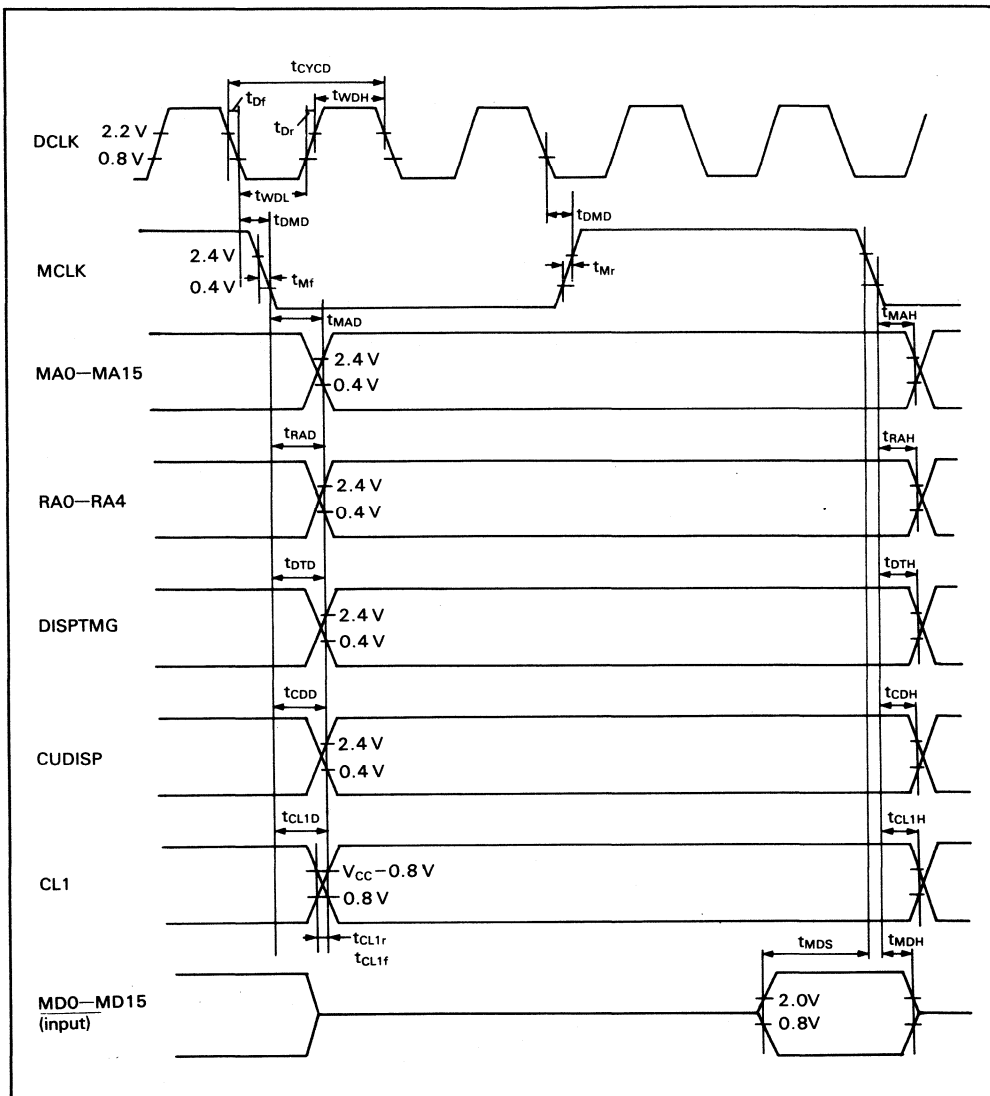 tCYCD
tDf
tWDH
tDr
DCLK
2.2 V
0.8 V
tWDL
tDMD
tDMD
MCLK
2.4 V
0.4 V
tMf
tMr
tMAD
tMAH
MA0—MA15
2.4 V
0.4 V
tRAD
tRAH
RA0—RA4
2.4 V
0.4 V
tDTD
tDTH
DISPTMG
2.4 V
0.4 V
tCDD
tCDH
CUDISP
2.4 V
0.4 V
tCL1D
tCL1H
CL1
VCC−0.8 V
0.8 V
tCL1r
tCL1f
tMDS
tMDH
MD0—MD15
(input)
2.0V
0.8V